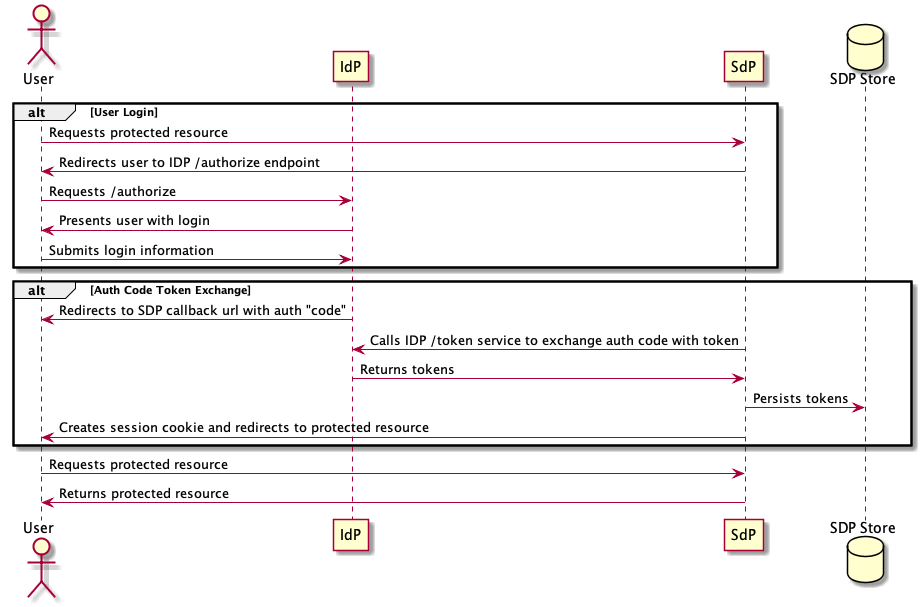 User
IdP
SdP
SDP Store
alt [User Login]
Requests protected resource
Redirects user to IDP /authorize endpoint
Requests /authorize
Presents user with login
Submits login information
alt [Auth Code Token Exchange]
Redirects to SDP callback url with auth "code"
Calls IDP /token service to exchange auth code with token
Returns tokens
Persists tokens
Creates session cookie and redirects to protected resource
Requests protected resource
Returns protected resource
User
IdP
SdP
SDP Store